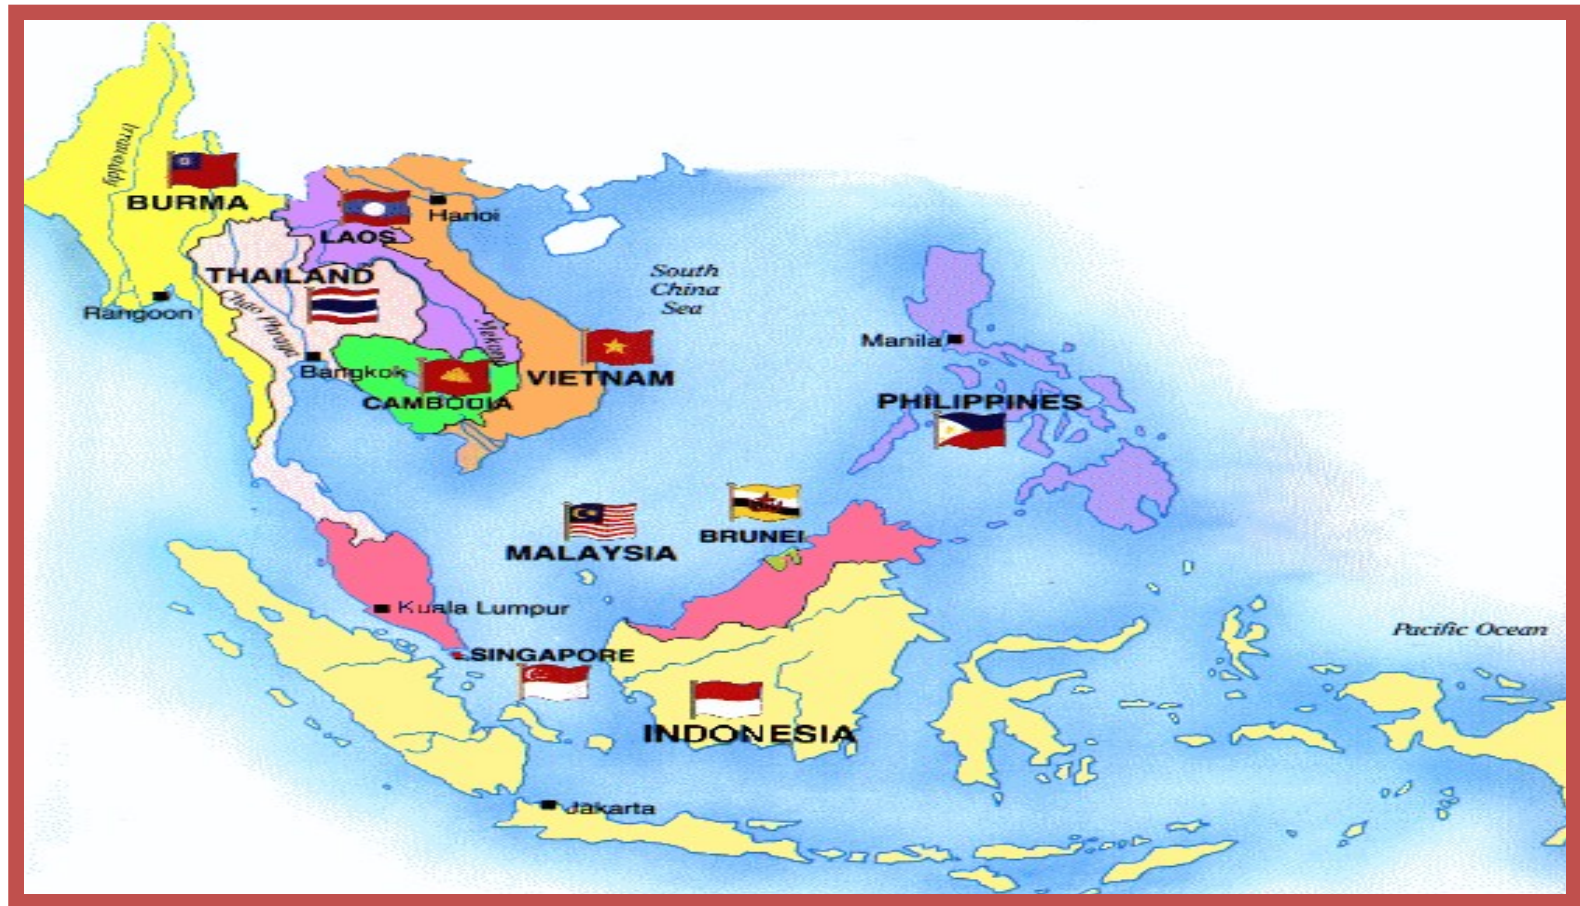 Irrawaddy
BURMA
Hanoi
LAOS
THAILAND
South
China
Sea
Rangoon
Chao Phraya
Mekong
Manila
Bangkok
VIETNAM
CAMBODIA
PHILIPPINES
BRUNEI
MALAYSIA
Kuala Lumpur
Pacific Ocean
SINGAPORE
INDONESIA
Jakarta